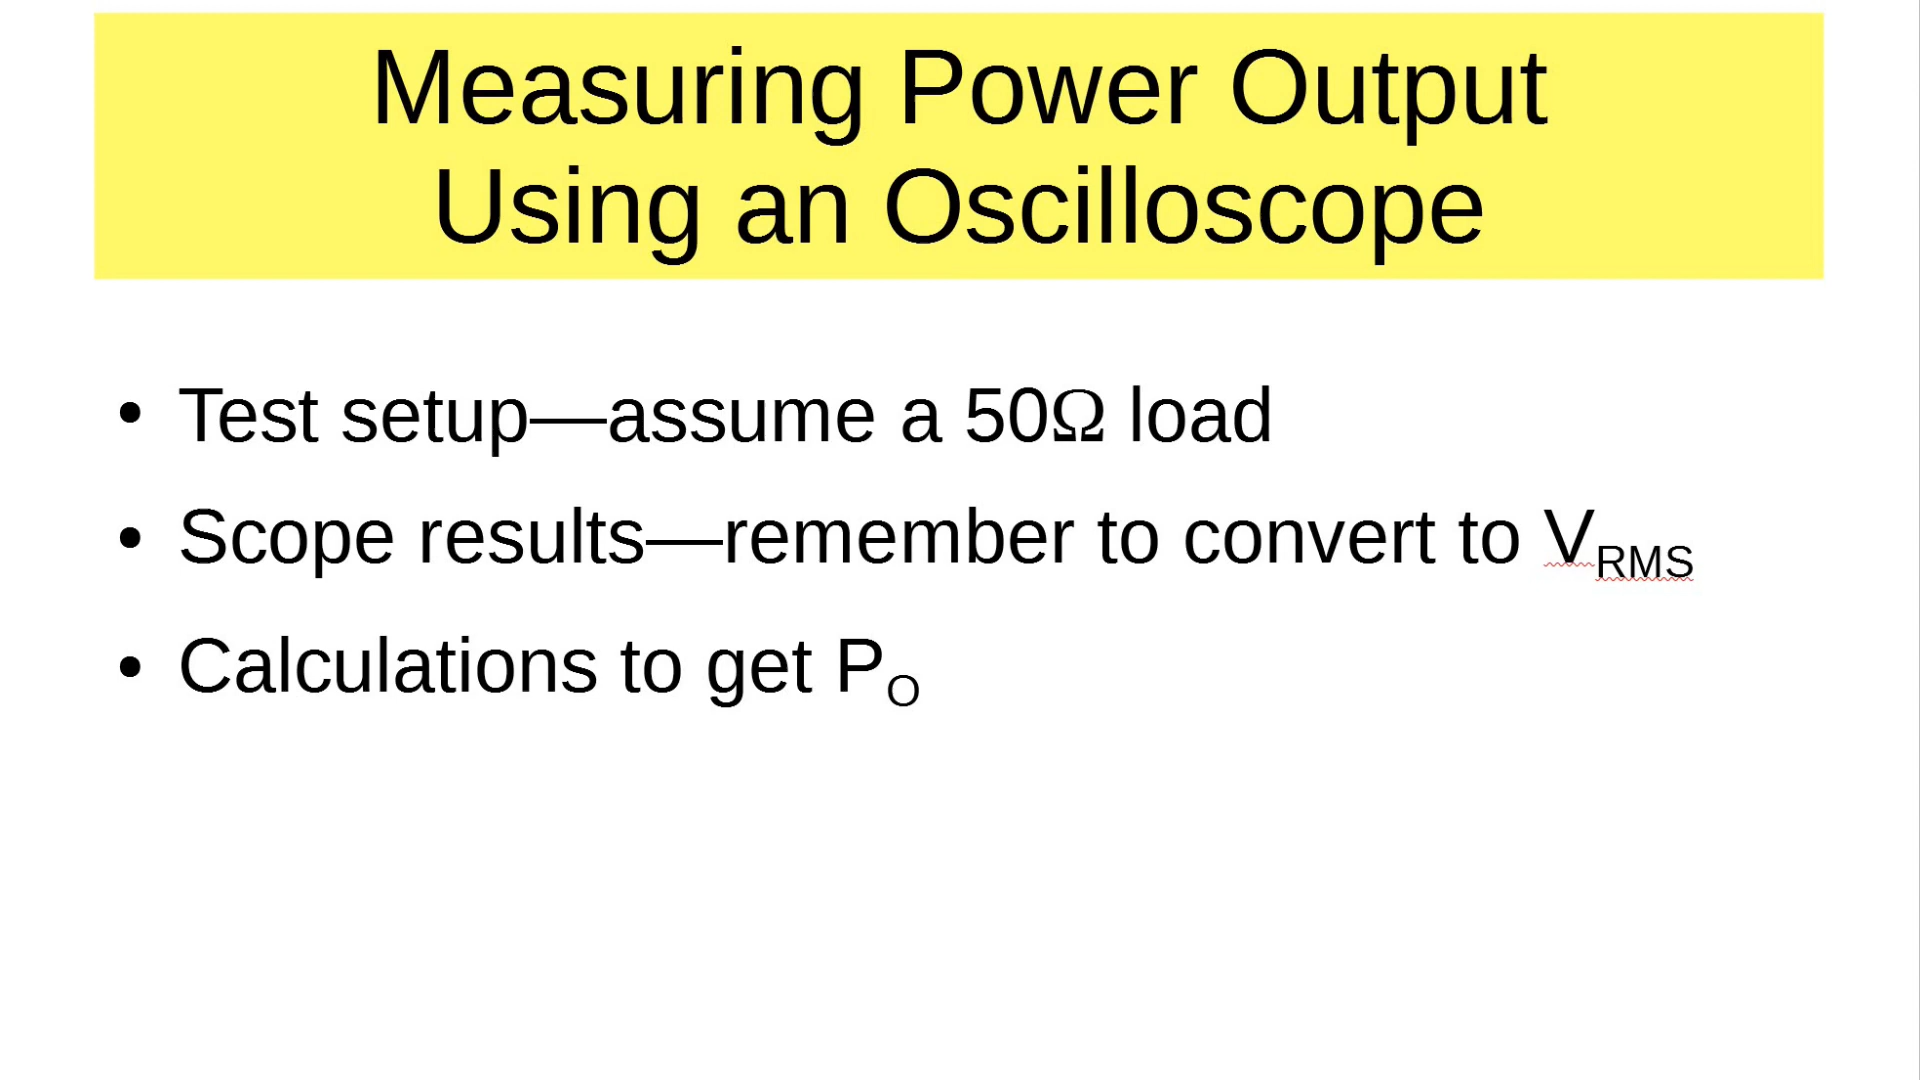 Measuring Power Output
Using an Oscilloscope
• Test setup—assume a 50Ω load
• Scope results—remember to convert to VRMS
• Calculations to get PO